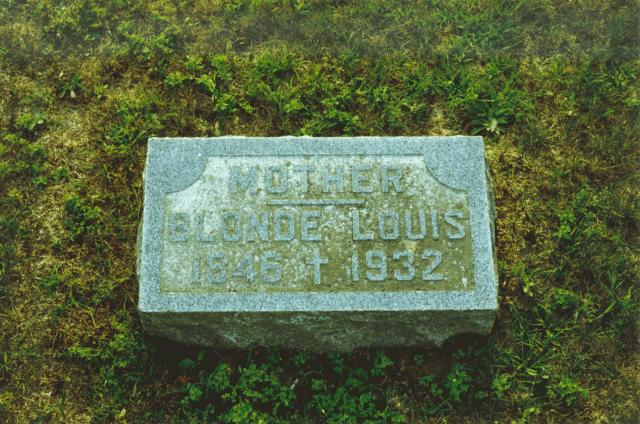 MOTHER
BLONDE LOUIS
1846 † 1932